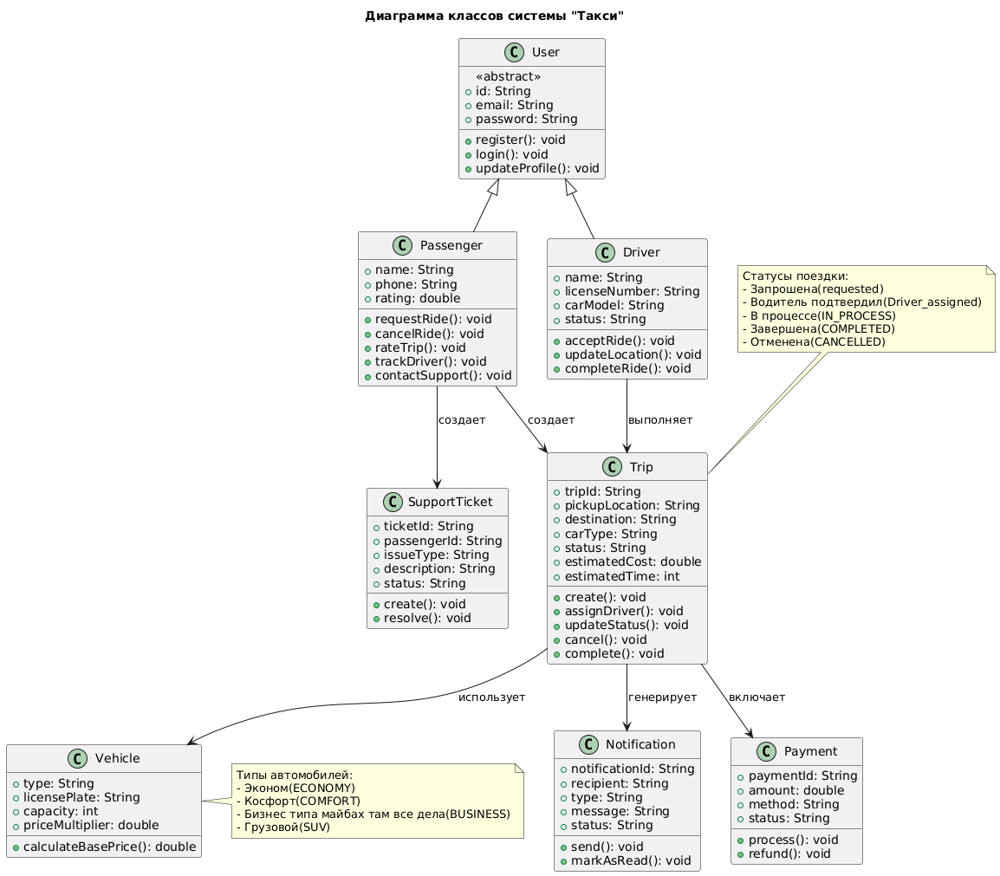 Диаграмма классов системы "Такси"
C User
«abstract»
id: String
email: String
password: String
register(): void
login(): void
updateProfile(): void
C Passenger
name: String
phone: String
rating: double
requestRide(): void
cancelRide(): void
rateTrip(): void
trackDriver(): void
contactSupport(): void
C Driver
name: String
licenseNumber: String
carModel: String
status: String
acceptRide(): void
updateLocation(): void
completeRide(): void
Статусы поездки:
- Запрошена(requested)
- Водитель подтвердил(Driver_assigned)
- В процессе(IN_PROCESS)
- Завершена(COMPLETED)
- Отменена(CANCELLED)
создает
создает
выполняет
C SupportTicket
ticketId: String
passengerId: String
issueType: String
description: String
status: String
create(): void
resolve(): void
C Trip
tripId: String
pickupLocation: String
destination: String
carType: String
status: String
estimatedCost: double
estimatedTime: int
create(): void
assignDriver(): void
updateStatus(): void
cancel(): void
complete(): void
использует
генерирует
включает
C Vehicle
type: String
licensePlate: String
capacity: int
priceMultiplier: double
calculateBasePrice(): double
Типы автомобилей:
- Эконом(ECONOMY)
- Косфорт(COMFORT)
- Бизнес типа майбах там все дела(BUSINESS)
- Грузовой(SUV)
C Notification
notificationId: String
recipient: String
type: String
message: String
status: String
send(): void
markAsRead(): void
C Payment
paymentId: String
amount: double
method: String
status: String
process(): void
refund(): void